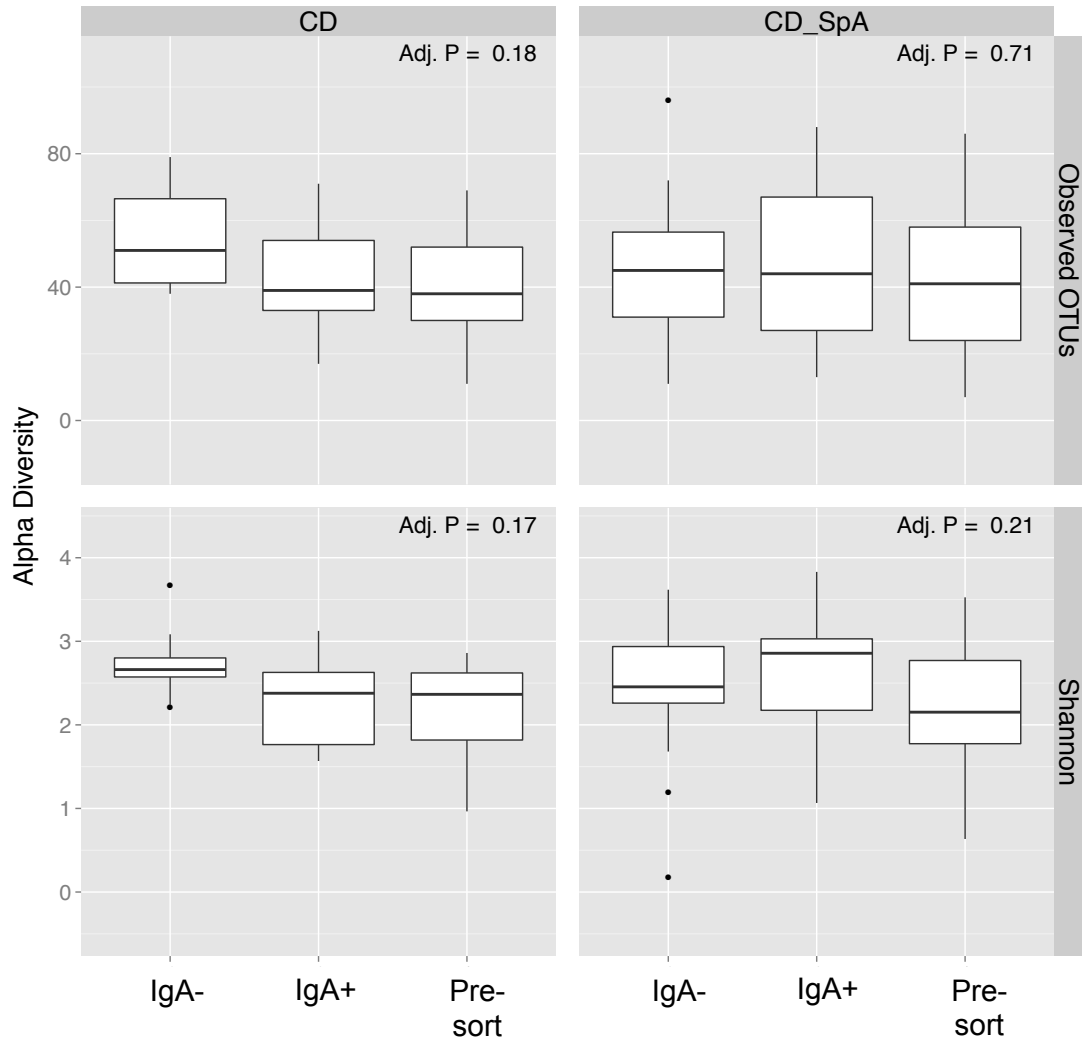 CD
CD_SpA
Adj. P = 0.18
Adj. P = 0.71
80
40
0
Observed OTUs
Alpha Diversity
Adj. P = 0.17
Adj. P = 0.21
4
3
2
1
0
Shannon
IgA-
IgA+
Pre-
sort
IgA-
IgA+
Pre-
sort